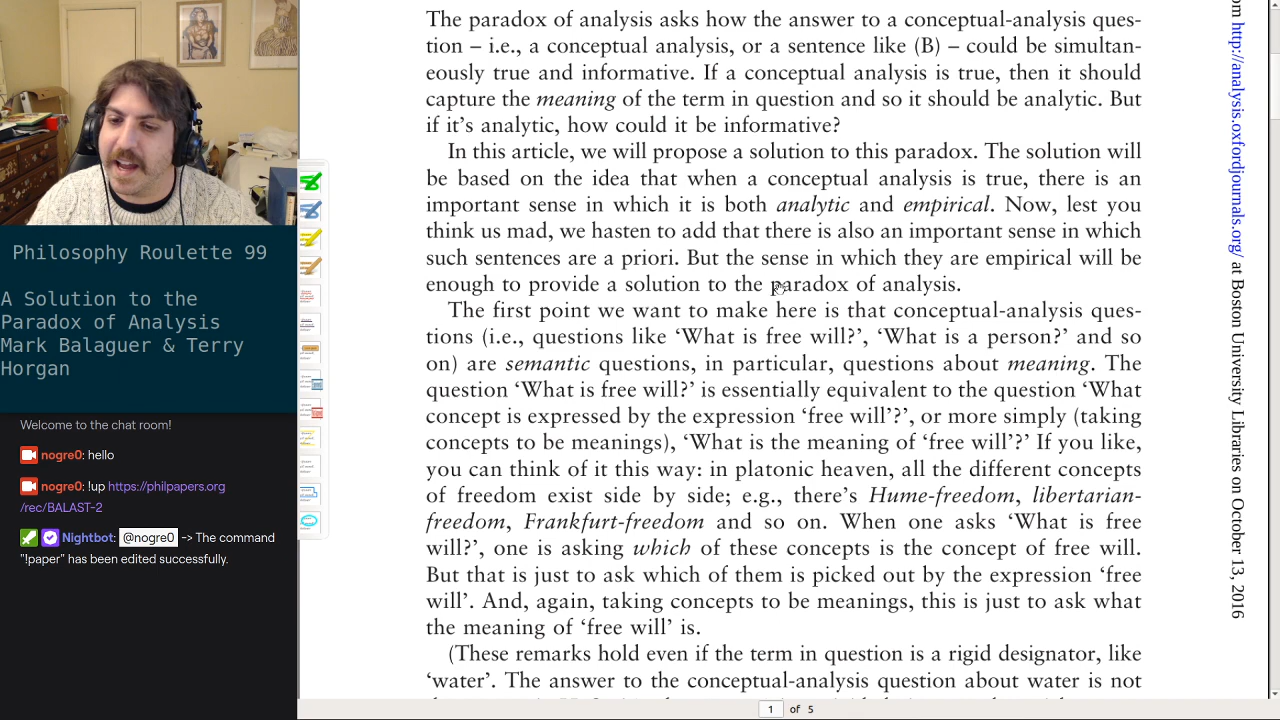 The paradox of analysis asks how the answer to a conceptual-analysis ques-
tion – i.e., a conceptual analysis, or a sentence like (B) – could be simultan-
eously true and informative. If a conceptual analysis is true, then it should
capture the meaning of the term in question, and so it should be analytic. But
if it's analytic, how could it be informative?
In this article, we will propose a solution to this paradox. The solution will
be based on the idea that when a conceptual analysis is true, there is an
important sense in which it is both analytic and empirical. Now lest you
think us mad, we do not deny that there's also an important sense in which
such sentences are a priori. But the sense in which they are empirical will be
enough to provide a solution to the paradox of analysis.
The first point we want to make here is that conceptual-analysis ques-
tions (i.e., questions like 'What is free will?', 'What is a person?', and so
on) are semantic questions, i.e., questions about meaning. The
question 'What is free will?' is essentially equivalent to the question 'What
concept is expressed by the expression "free will"?' or more simply, if we take
concepts to be meanings, 'What is the meaning of "free will"?' If you like,
you can think of it this way: in platonic heaven, all the different concepts
of freedom exist side by side – e.g., there's Humean-freedom, libertarian-
freedom, Frankfurt-freedom, and so on. When one asks, 'What is free
will?', one is asking which of these concepts is the concept of free will.
But that is just to ask which of them is picked out by the expression 'free
will'. And, again, taking concepts to be meanings, this is just to ask what
the meaning of 'free will' is.
(These remarks hold even if the term in question is a rigid designator, like
'water'. The answer to the conceptual-analysis question about water is not
om http://analysis.oxfordjournals.org/ at Boston University Libraries on October 13, 2016
1 of 5
Philosophy Roulette 99
A Solution to the
Paradox of Analysis
Mark Balaguer & Terry
Horgan
Welcome to the chat room!
nogre0: hello
nogre0: !up https://philpapers.org
/rec/BALAST-2
Nightbot: @nogre0 -> The command
"!paper" has been edited successfully.